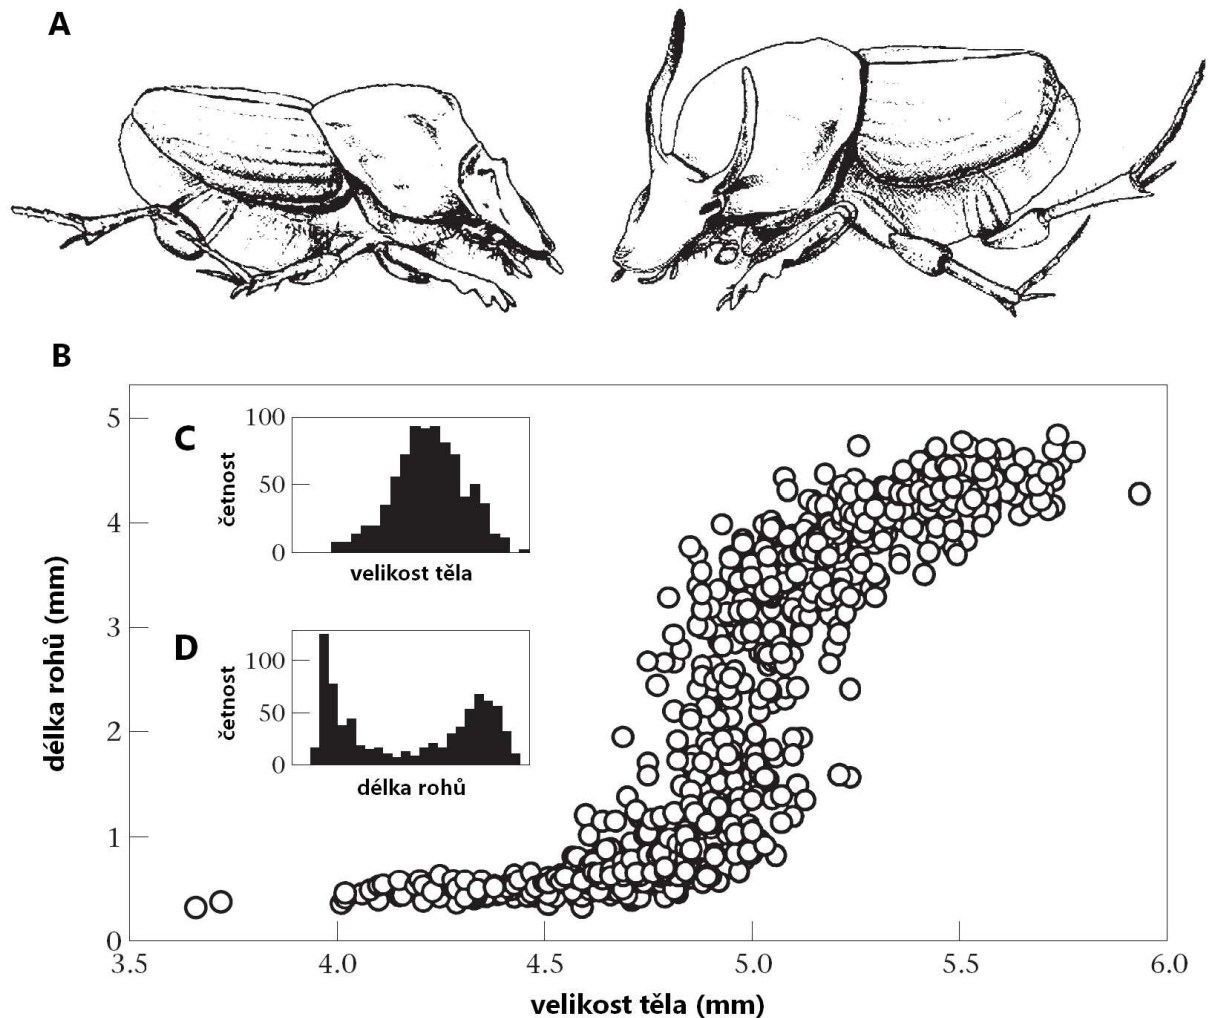 A
B
C
100
50
0
četnost
velikost těla
D
100
50
0
četnost
délka rohů
5
4
3
2
1
0
délka rohů (mm)
3.5 4.0 4.5 5.0 5.5 6.0
velikost těla (mm)